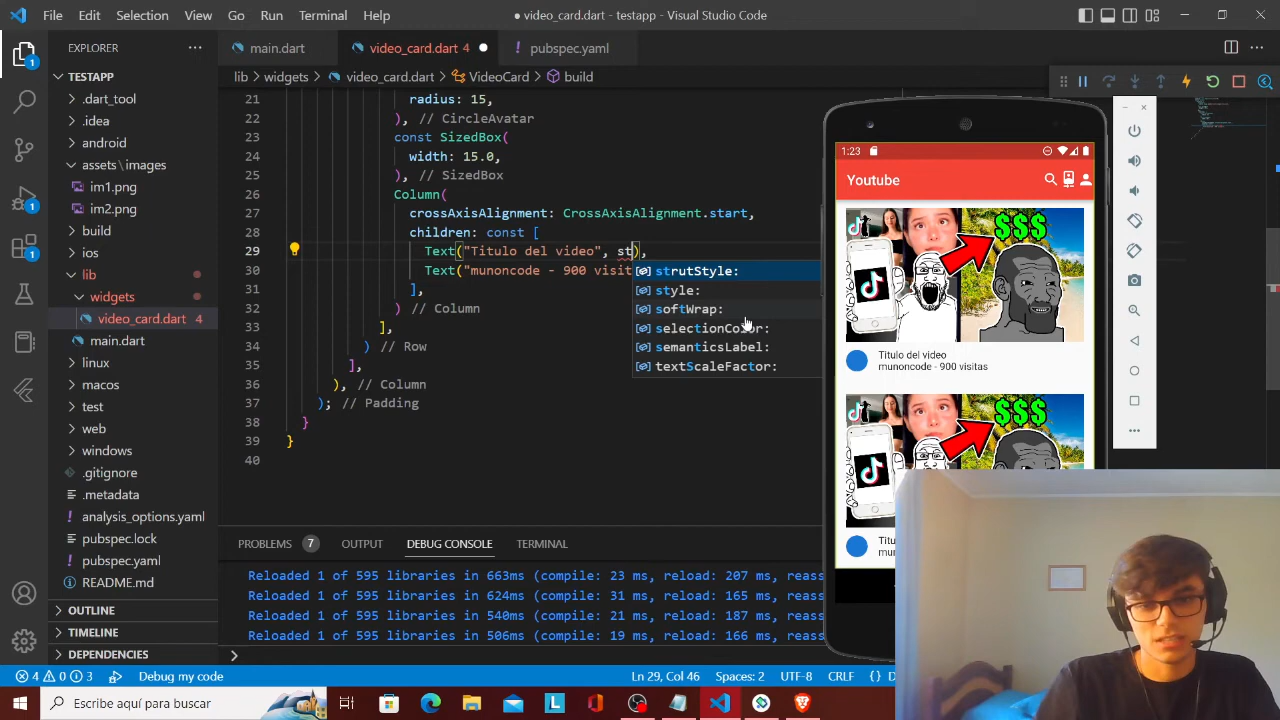 File Edit Selection View Go Run Terminal Help
● video_card.dart - testapp - Visual Studio Code
EXPLORER
TESTAPP
.dart_tool
.idea
android
assets\images
im1.png
im2.png
build
ios
lib
widgets
video_card.dart 4
main.dart
linux
macos
test
web
windows
.gitignore
.metadata
analysis_options.yaml
pubspec.lock
pubspec.yaml
README.md
OUTLINE
TIMELINE
DEPENDENCIES
main.dart
video_card.dart 4
pubspec.yaml
lib > widgets > video_card.dart > VideoCard > build
21 radius: 15,
22 ), // CircleAvatar
23 const SizedBox(
24 width: 15.0,
25 ), // SizedBox
26 Column(
27 crossAxisAlignment: CrossAxisAlignment.start,
28 children: const [
29 Text("Titulo del video", st),
30 Text("munoncode - 900 visit
31 ],
32 ) // Column
33 ],
34 ) // Row
35 ],
36 ), // Column
37 ); // Padding
38 }
39 }
40
strutStyle:
style:
softWrap:
selectionColor:
semanticsLabel:
textScaleFactor:
PROBLEMS 7 OUTPUT DEBUG CONSOLE TERMINAL
Reloaded 1 of 595 libraries in 663ms (compile: 23 ms, reload: 207 ms, reass
Reloaded 1 of 595 libraries in 624ms (compile: 31 ms, reload: 165 ms, reass
Reloaded 1 of 595 libraries in 540ms (compile: 21 ms, reload: 187 ms, reass
Reloaded 1 of 595 libraries in 506ms (compile: 19 ms, reload: 166 ms, reass
1:23
Youtube
$$$
Titulo del video
munoncode - 900 visitas
$$$
Titu
mun
1
1
4 0 3
Debug my code
Ln 29, Col 46 Spaces: 2 UTF-8 CRLF { } D
Escribe aquí para buscar